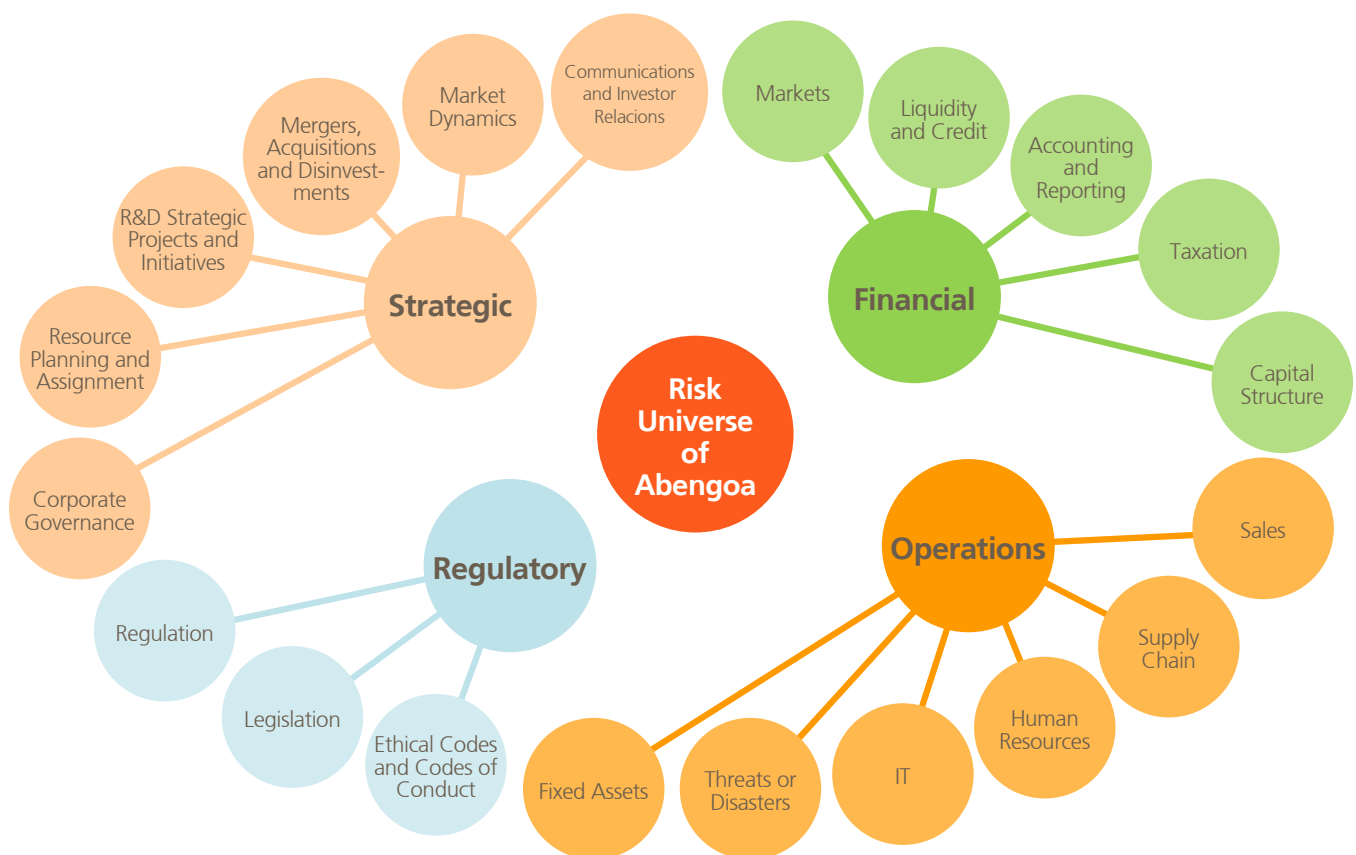 Communications
and Investor
Relacions
Market
Dynamics
Mergers,
Acquisitions
and Disinvest-
ments
R&D Strategic
Projects and
Initiatives
Resource
Planning and
Assignment
Corporate
Governance
Strategic
Markets
Liquidity
and Credit
Accounting
and
Reporting
Taxation
Capital
Structure
Financial
Risk
Universe
of
Abengoa
Regulatory
Regulation
Legislation
Ethical Codes
and Codes of
Conduct
Operations
Sales
Supply
Chain
Human
Resources
IT
Threats or
Disasters
Fixed Assets